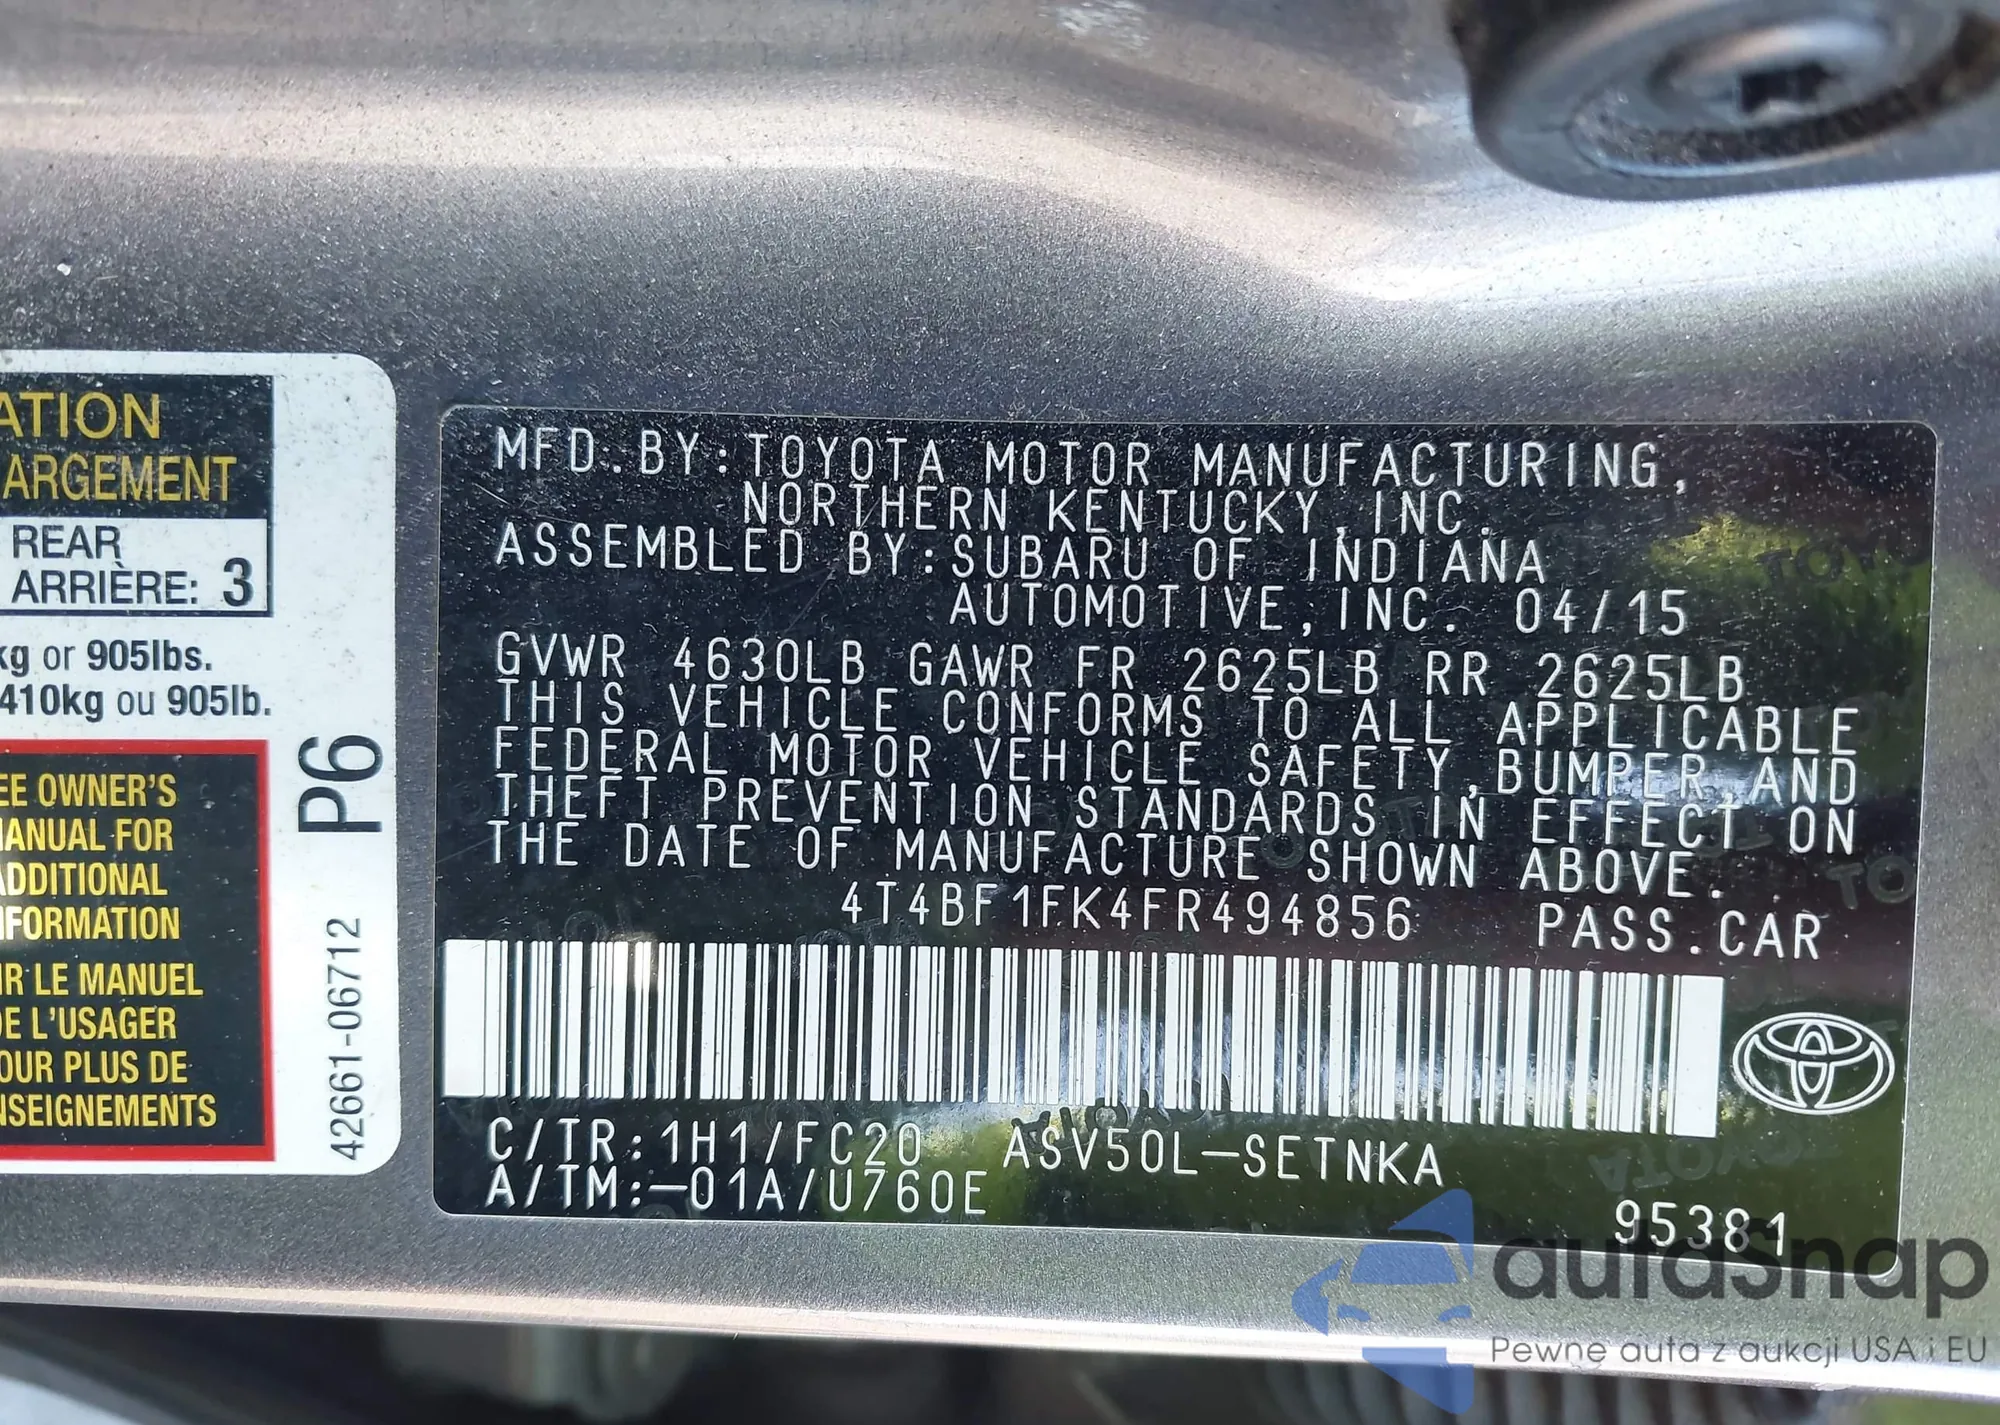 ATION
ARGEMENT
REAR
ARRIÈRE: 3
kg or 905lbs.
410kg ou 905lb.
EE OWNER'S
MANUAL FOR
ADDITIONAL
NFORMATION
IR LE MANUEL
DE L'USAGER
OUR PLUS DE
NSEIGNEMENTS
P6
42661-06712
MFD. BY: TOYOTA MOTOR MANUFACTURING,
NORTHERN KENTUCKY, INC.
ASSEMBLED BY: SUBARU OF INDIANA
AUTOMOTIVE, INC. 04/15
GVWR 4630LB GAWR FR 2625LB RR 2625LB
THIS VEHICLE CONFORMS TO ALL APPLICABLE
FEDERAL MOTOR VEHICLE SAFETY, BUMPER, AND
THEFT PREVENTION STANDARDS IN EFFECT ON
THE DATE OF MANUFACTURE SHOWN ABOVE.
4T4BF1FK4FR494856 PASS. CAR
C/TR: 1H1/FC20 ASV50L-SETNKA
A/TM:-01A/U760E
95381
autaSnap
Pewne auta z aukcji USA i EU